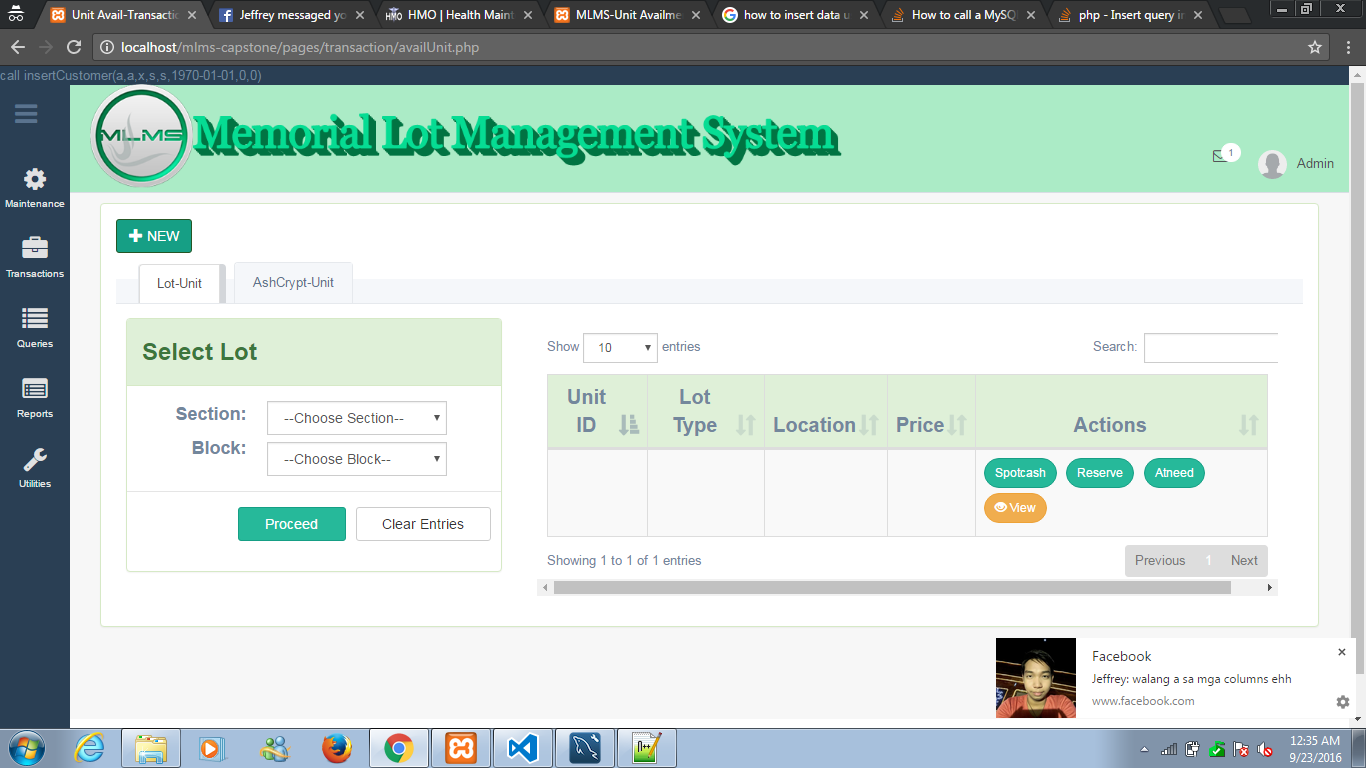 Unit Avail-Transactio
Jeffrey messaged yo
HMO | Health Maint
MLMS-Unit Availme
how to insert data u
How to call a MySQ
php - Insert query i
localhost/mlms-capstone/pages/transaction/availUnit.php
call insertCustomer(a,a,x,s,s,1970-01-01,0,0)
MLMS
Memorial Lot Management System
1
Admin
Maintenance
Transactions
Queries
Reports
Utilities
NEW
Lot-Unit
AshCrypt-Unit
Select Lot
Section:
--Choose Section--
Block:
--Choose Block--
Proceed
Clear Entries
Show 10 entries
Search:
Unit ID
Lot Type
Location
Price
Actions
Spotcash
Reserve
Atneed
View
Showing 1 to 1 of 1 entries
Previous
1
Next
Facebook
Jeffrey: walang a sa mga columns ehh
www.facebook.com
12:35 AM
9/23/2016